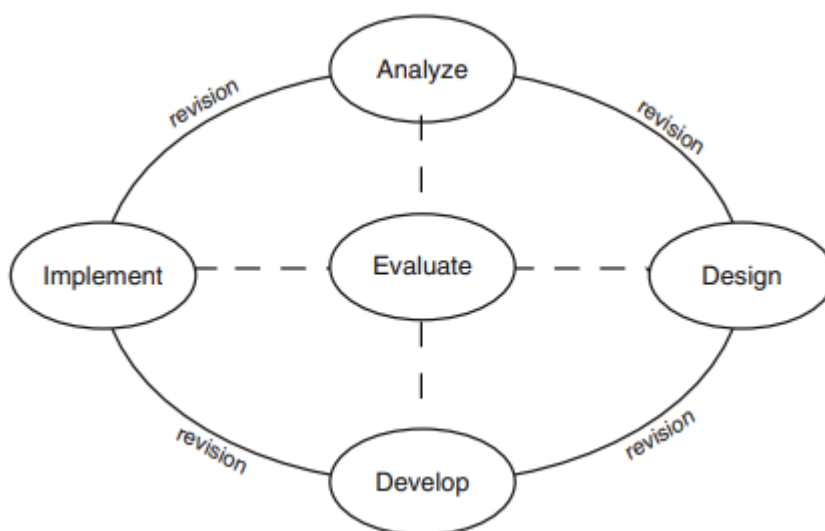 Analyze
revision
revision
Implement
Evaluate
Design
revision
revision
Develop